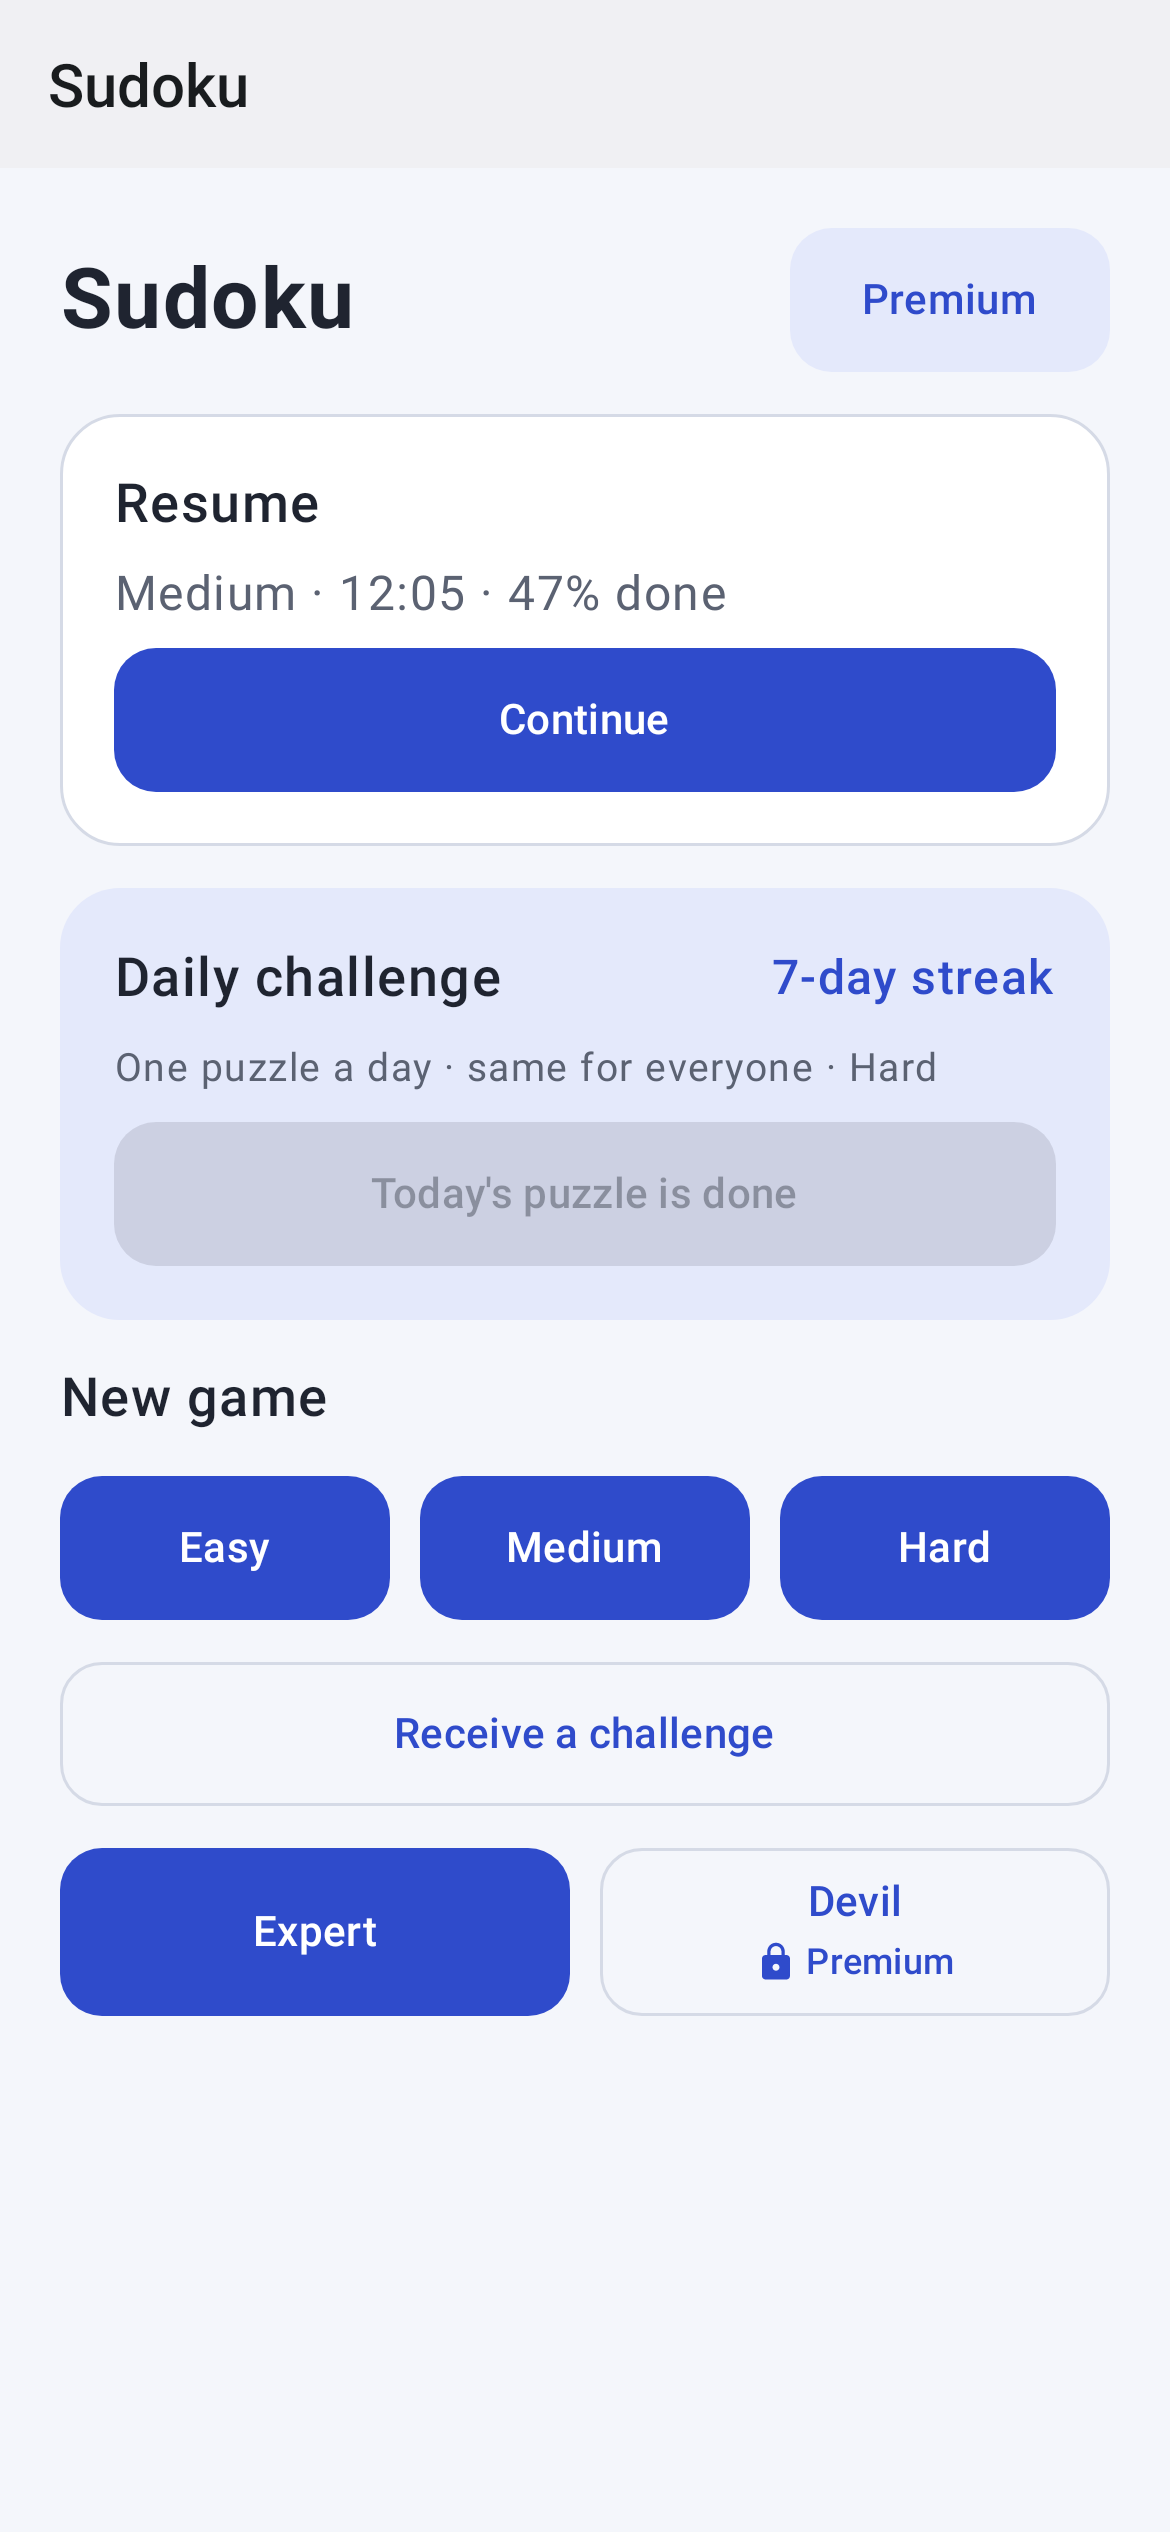 Sudoku
Sudoku
Premium
Resume
Medium · 12:05 · 47% done
Continue
Daily challenge
7-day streak
One puzzle a day · same for everyone · Hard
Today's puzzle is done
New game
Easy
Medium
Hard
Receive a challenge
Expert
Devil
Premium